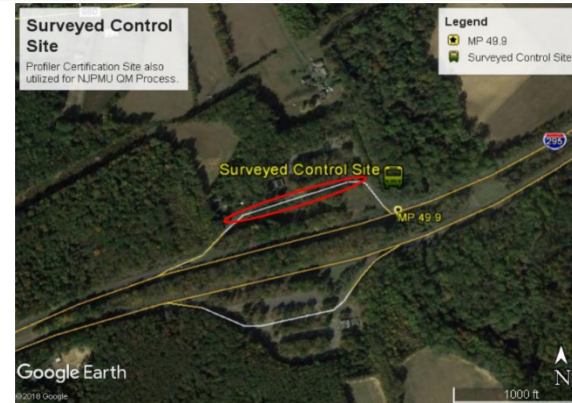 Surveyed Control
Site
Profiler Certification Site also
utilized for NJPMU QM Process.
Legend
MP 49.9
Surveyed Control Site
295
Surveyed Control Site
MP 49.9
Google Earth
©2018 Google
N
1000 ft